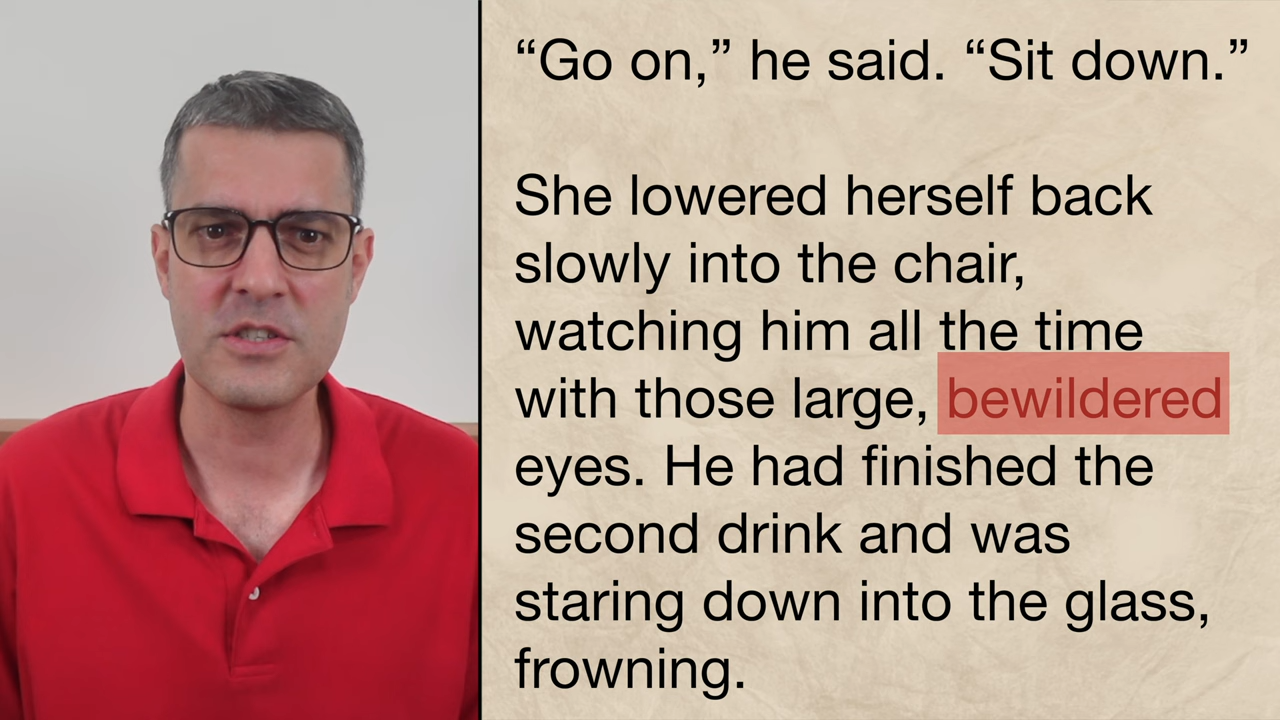 “Go on,” he said. “Sit down.”
She lowered herself back
slowly into the chair,
watching him all the time
with those large, bewildered
eyes. He had finished the
second drink and was
staring down into the glass,
frowning.